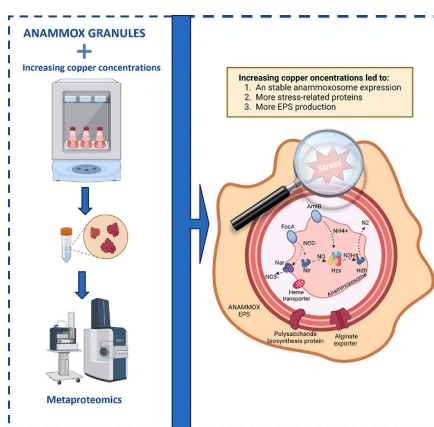 ANAMMOX GRANULES
+
Increasing copper concentrations
Metaproteomics
Increasing copper oncentrations led to:
1. An stable anammoxosome expression
2. More stress-related proteins
3. More EPS production
Stress
AmtB
FocA
N2
NH4+
NO2-
Nar
NO
N2H4
NO3-
Nir
Hzs
Hdh
Heme
transporter
Anammoxosome
ANAMMOX
EPS
Polysaccharide
biosynthesis protein
Alginate
exporter